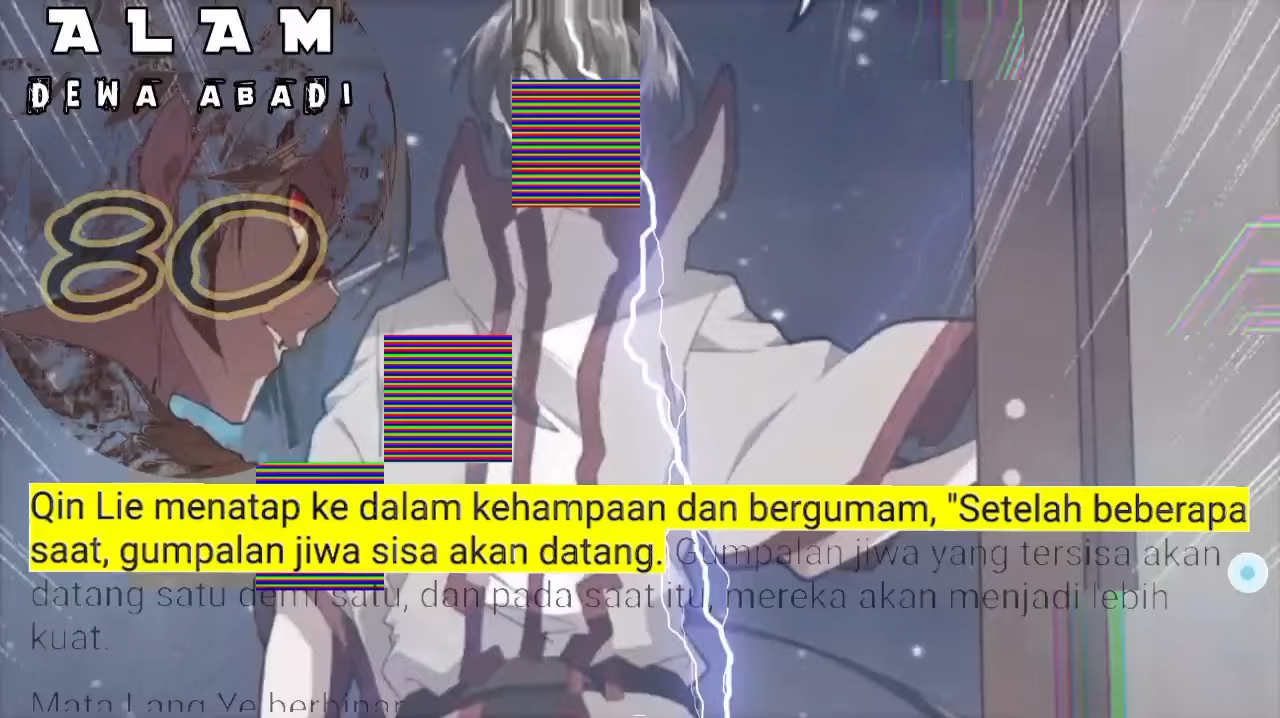 ALAM
DEWA ABADI
80
Qin Lie menatap ke dalam kehampaan dan bergumam, "Setelah beberapa
saat, gumpalan jiwa sisa akan datang. Gumpalan jiwa yang tersisa akan
datang satu demi satu, dan pada saat itu, mereka akan menjadi lebih
kuat.
Mata Lang Ye berbinar